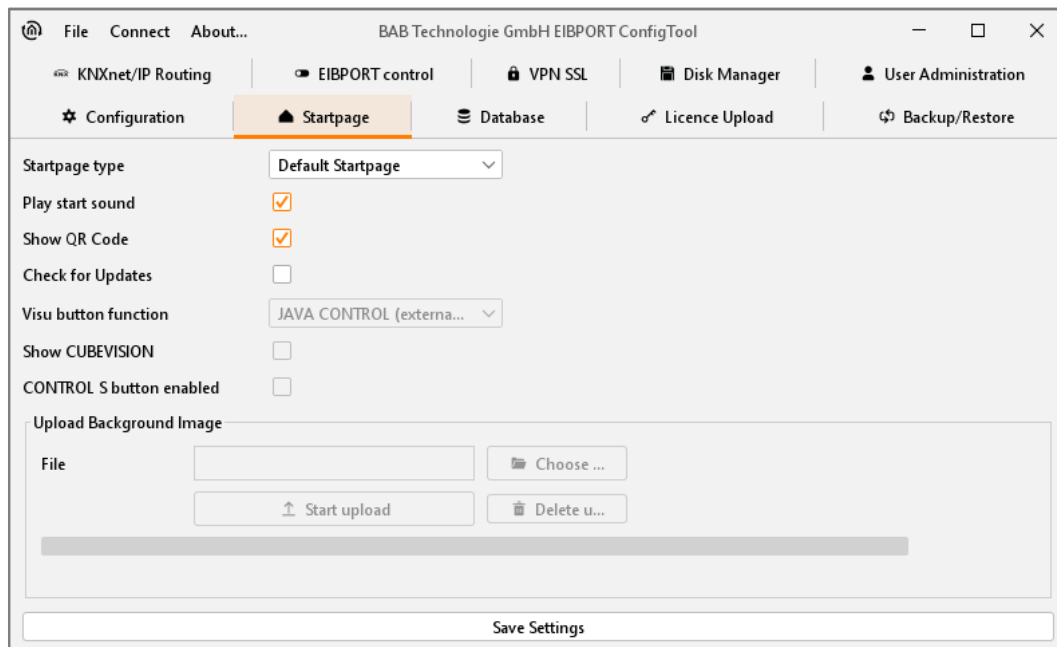 File Connect About... BAB Technologie GmbH EIBPORT ConfigTool
KNXnet/IP Routing EIBPORT control VPN SSL Disk Manager User Administration
Configuration Startpage Database Licence Upload Backup/Restore
Startpage type Default Startpage
Play start sound
Show QR Code
Check for Updates
Visu button function JAVA CONTROL (externa...
Show CUBEVISION
CONTROL S button enabled
Upload Background Image
File Choose ...
Start upload Delete u...
Save Settings